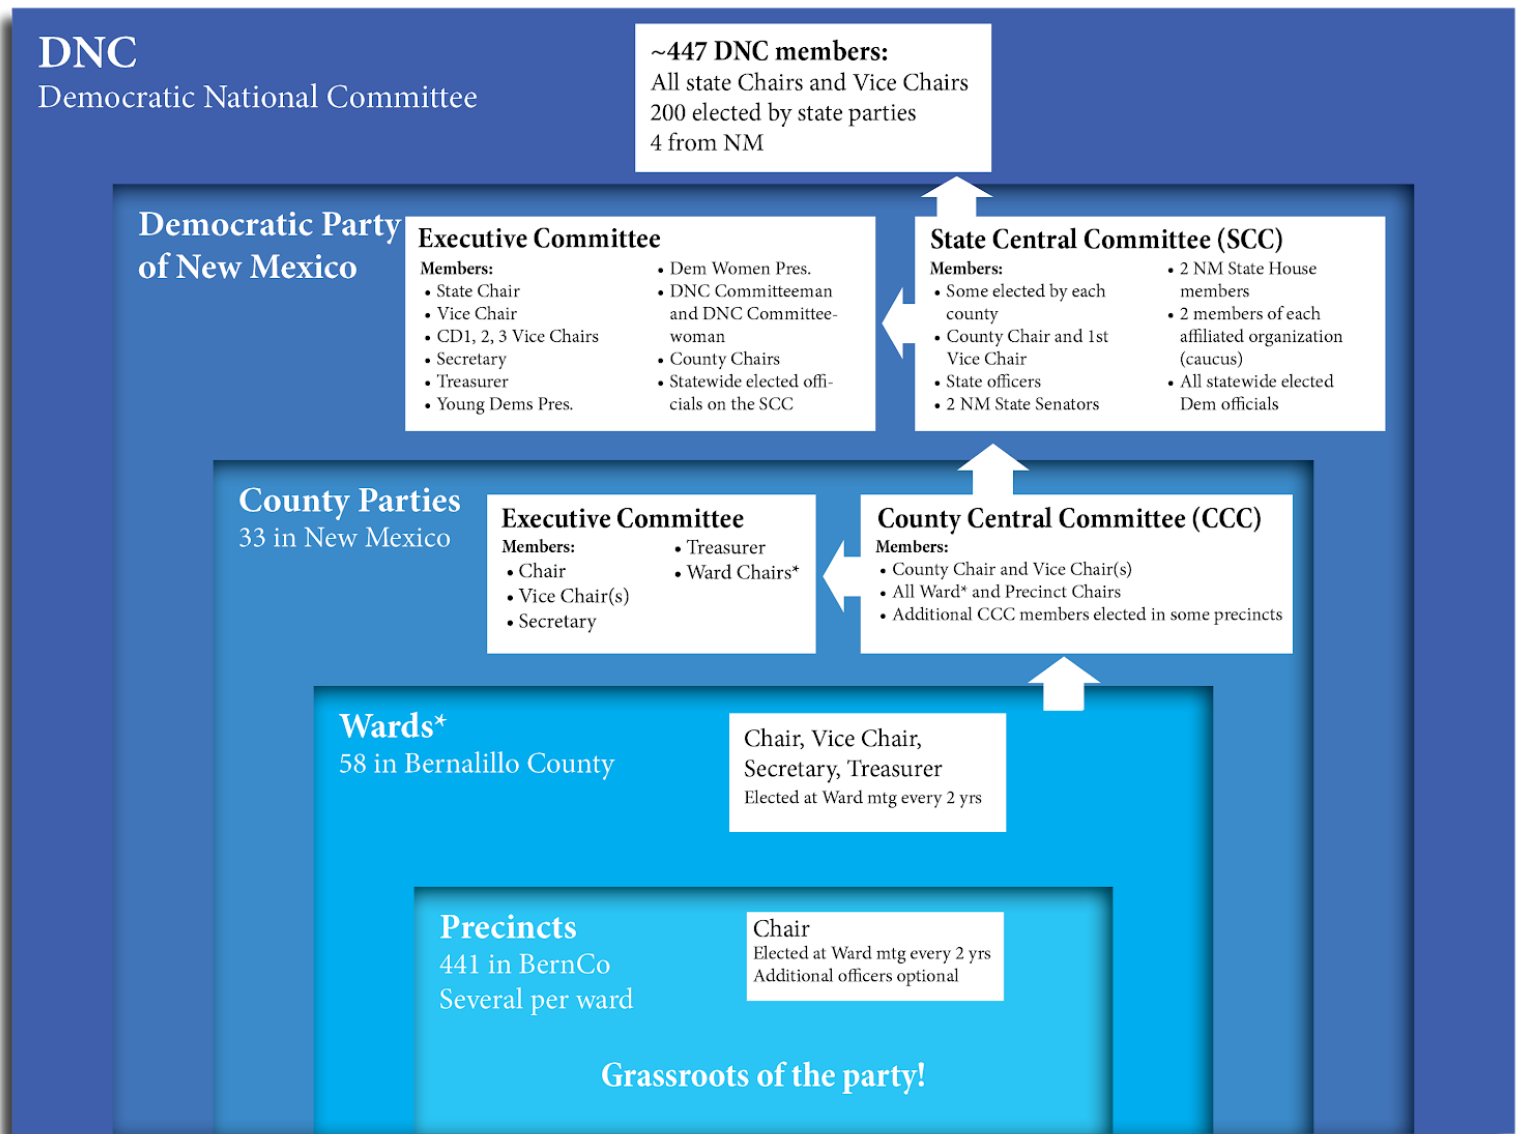 DNC
Democratic National Committee
~447 DNC members:
All state Chairs and Vice Chairs
200 elected by state parties
4 from NM
Democratic Party
of New Mexico
Executive Committee
Members:
• State Chair
• Vice Chair
• CD1, 2, 3 Vice Chairs
• Secretary
• Treasurer
• Young Dems Pres.
• Dem Women Pres.
• DNC Committeeman
and DNC Committee-
woman
• County Chairs
• Statewide elected offi-
cials on the SCC
State Central Committee (SCC)
Members:
• Some elected by each
county
• County Chair and 1st
Vice Chair
• State officers
• 2 NM State Senators
• 2 NM State House
members
• 2 members of each
affiliated organization
(caucus)
• All statewide elected
Dem officials
County Parties
33 in New Mexico
Executive Committee
Members:
• Chair
• Vice Chair(s)
• Secretary
• Treasurer
• Ward Chairs*
County Central Committee (CCC)
Members:
• County Chair and Vice Chair(s)
• All Ward* and Precinct Chairs
• Additional CCC members elected in some precincts
Wards*
58 in Bernalillo County
Chair, Vice Chair,
Secretary, Treasurer
Elected at Ward mtg every 2 yrs
Precincts
441 in BernCo
Several per ward
Chair
Elected at Ward mtg every 2 yrs
Additional officers optional
Grassroots of the party!